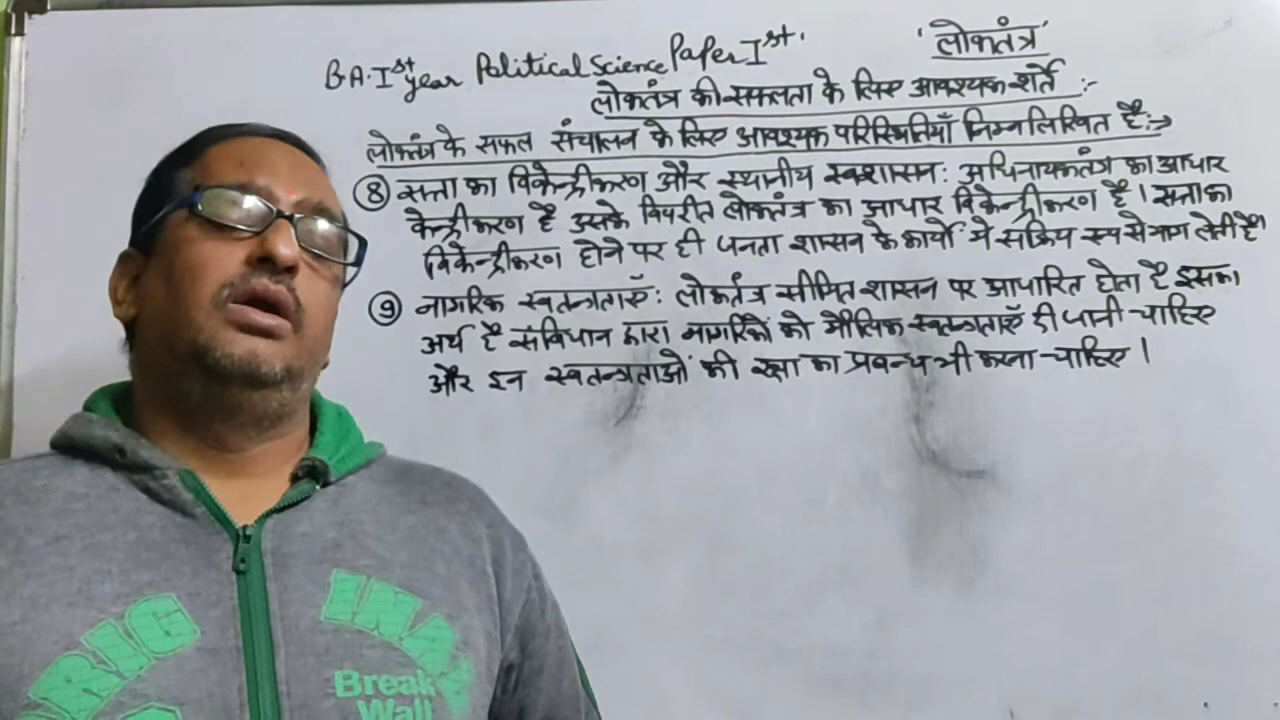 B.A. Ist year Political Science Paper Ist.
'लोकतंत्र'
लोकतंत्र की सफलता के लिए आवश्यक शर्तें :-
लोकतंत्र के सफल संचालन के लिए आवश्यक परिस्थितियाँ निम्नलिखित है:→
⑧ सत्ता का विकेन्द्रीकरण और स्थानीय स्वशासन: अधिनायकतंत्र का आधार
केन्द्रीकरण है उसके विपरीत लोकतंत्र का आधार विकेन्द्रीकरण है। सत्ता का
विकेन्द्रीकरण होने पर ही जनता शासन के कार्यों में सक्रिय रूप से भाग लेती है।
⑨ नागरिक स्वतन्त्रताएँ: लोकतंत्र सीमित शासन पर आधारित होता है इसका
अर्थ है संविधान द्वारा नागरिकों को मौलिक स्वतन्त्रताएँ दी जानी चाहिए
और इन स्वतन्त्रताओं की रक्षा का प्रबन्ध भी करना चाहिए।
RIG
INA
Break
Wall